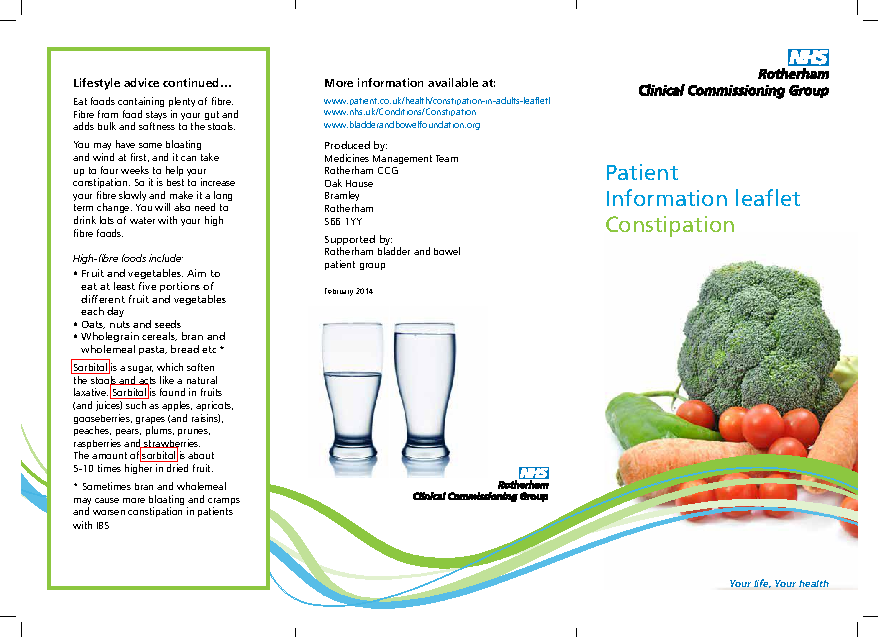 Lifestyle advice continued…
Eat foods containing plenty of fibre.
Fibre from food stays in your gut and
adds bulk and softness to the stools.
You may have some bloating
and wind at first, and it can take
up to four weeks to help your
constipation. So it is best to increase
your fibre slowly and make it a long
term change. You will also need to
drink lots of water with your high
fibre foods.
High-fibre foods include:
• Fruit and vegetables. Aim to
eat at least five portions of
different fruit and vegetables
each day
• Oats, nuts and seeds
• Wholegrain cereals, bran and
wholemeal pasta, bread etc *
Sorbitol is a sugar, which soften
the stools and acts like a natural
laxative. Sorbitol is found in fruits
(and juices) such as apples, apricots,
gooseberries, grapes (and raisins),
peaches, pears, plums, prunes,
raspberries and strawberries.
The amount of sorbitol is about
5-10 times higher in dried fruit.
* Sometimes bran and wholemeal
may cause more bloating and cramps
and worsen constipation in patients
with IBS
More information available at:
www.patient.co.uk/health/constipation-in-adults-leaflet
www.nhs.uk/Conditions/Constipation
www.bladderandbowelfoundation.org
Produced by:
Medicines Management Team
Rotherham CCG
Oak House
Bramley
Rotherham
S66 1YY
Supported by:
Rotherham bladder and bowel
patient group
February 2014
NHS
Rotherham
Clinical Commissioning Group
NHS
Rotherham
Clinical Commissioning Group
Patient
Information leaflet
Constipation
Your life, Your health